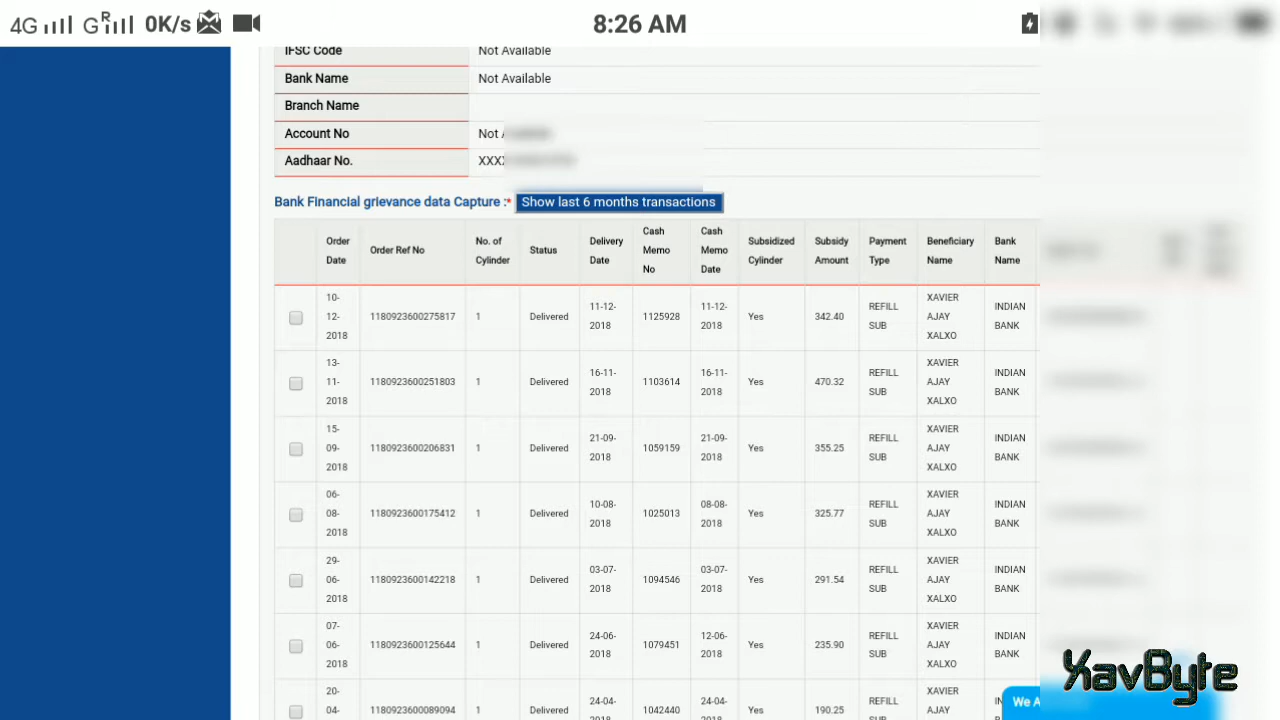 4G G R 0K/s 8:26 AM
IFSC Code Not Available
Bank Name Not Available
Branch Name
Account No Not
Aadhaar No. XXX
Bank Financial grievance data Capture :* Show last 6 months transactions
Order Date Order Ref No No. of Cylinder Status Delivery Date Cash Memo No Cash Memo Date Subsidized Cylinder Subsidy Amount Payment Type Beneficiary Name Bank Name
10-12-2018 1180923600275817 1 Delivered 11-12-2018 1125928 11-12-2018 Yes 342.40 REFILL SUB XAVIER AJAY XALXO INDIAN BANK
13-11-2018 1180923600251803 1 Delivered 16-11-2018 1103614 16-11-2018 Yes 470.32 REFILL SUB XAVIER AJAY XALXO INDIAN BANK
15-09-2018 1180923600206831 1 Delivered 21-09-2018 1059159 21-09-2018 Yes 355.25 REFILL SUB XAVIER AJAY XALXO INDIAN BANK
06-08-2018 1180923600175412 1 Delivered 10-08-2018 1025013 08-08-2018 Yes 325.77 REFILL SUB XAVIER AJAY XALXO INDIAN BANK
29-06-2018 1180923600142218 1 Delivered 03-07-2018 1094546 03-07-2018 Yes 291.54 REFILL SUB XAVIER AJAY XALXO INDIAN BANK
07-06-2018 1180923600125644 1 Delivered 24-06-2018 1079451 12-06-2018 Yes 235.90 REFILL SUB XAVIER AJAY XALXO INDIAN BANK
20-04- 1180923600089094 1 Delivered 24-04- 1042440 24-04- Yes 190.25 REFILL XAVIER AJAY
We A
XavByte